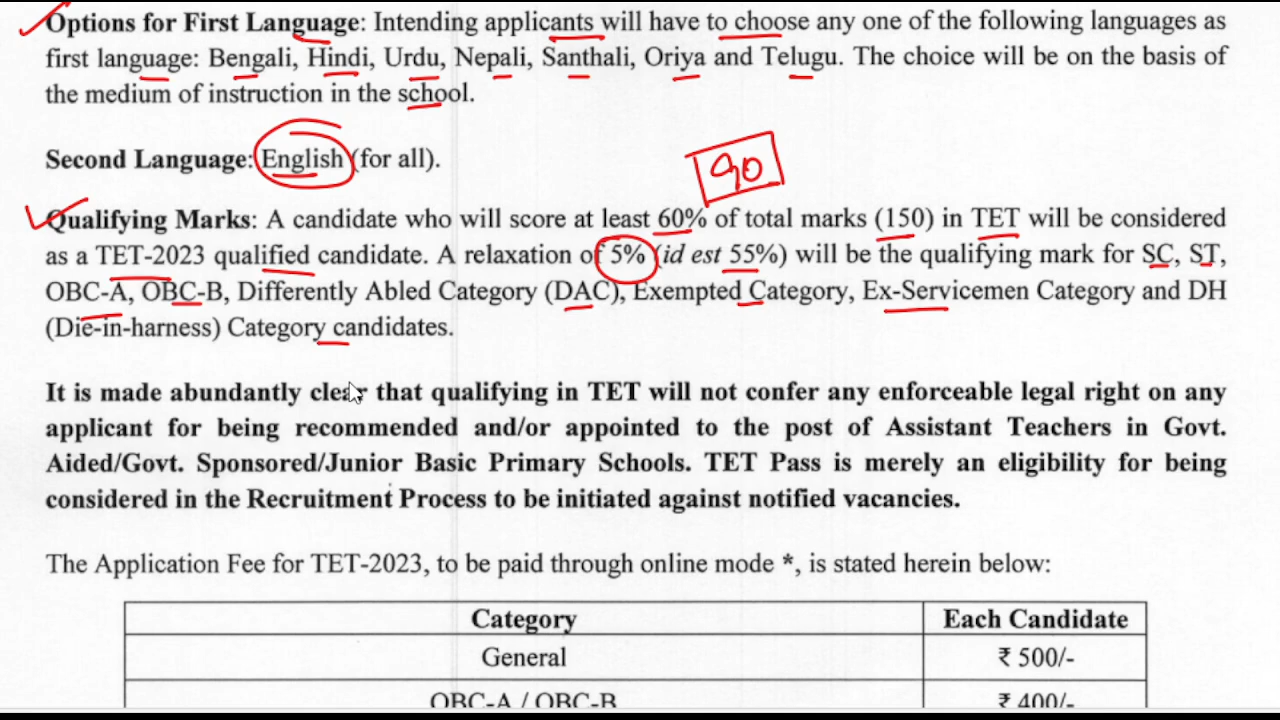 Options for First Language: Intending applicants will have to choose any one of the following languages as
first language: Bengali, Hindi, Urdu, Nepali, Santhali, Oriya and Telugu. The choice will be on the basis of
the medium of instruction in the school.
Second Language: English (for all).
90
Qualifying Marks: A candidate who will score at least 60% of total marks (150) in TET will be considered
as a TET-2023 qualified candidate. A relaxation of 5% (id est 55%) will be the qualifying mark for SC, ST,
OBC-A, OBC-B, Differently Abled Category (DAC), Exempted Category, Ex-Servicemen Category and DH
(Die-in-harness) Category candidates.
It is made abundantly clear that qualifying in TET will not confer any enforceable legal right on any
applicant for being recommended and/or appointed to the post of Assistant Teachers in Govt.
Aided/Govt. Sponsored/Junior Basic Primary Schools. TET Pass is merely an eligibility for being
considered in the Recruitment Process to be initiated against notified vacancies.
The Application Fee for TET-2023, to be paid through online mode *, is stated herein below:
Category Each Candidate
General ₹ 500/-
OBC-A / OBC-B ₹ 400/-